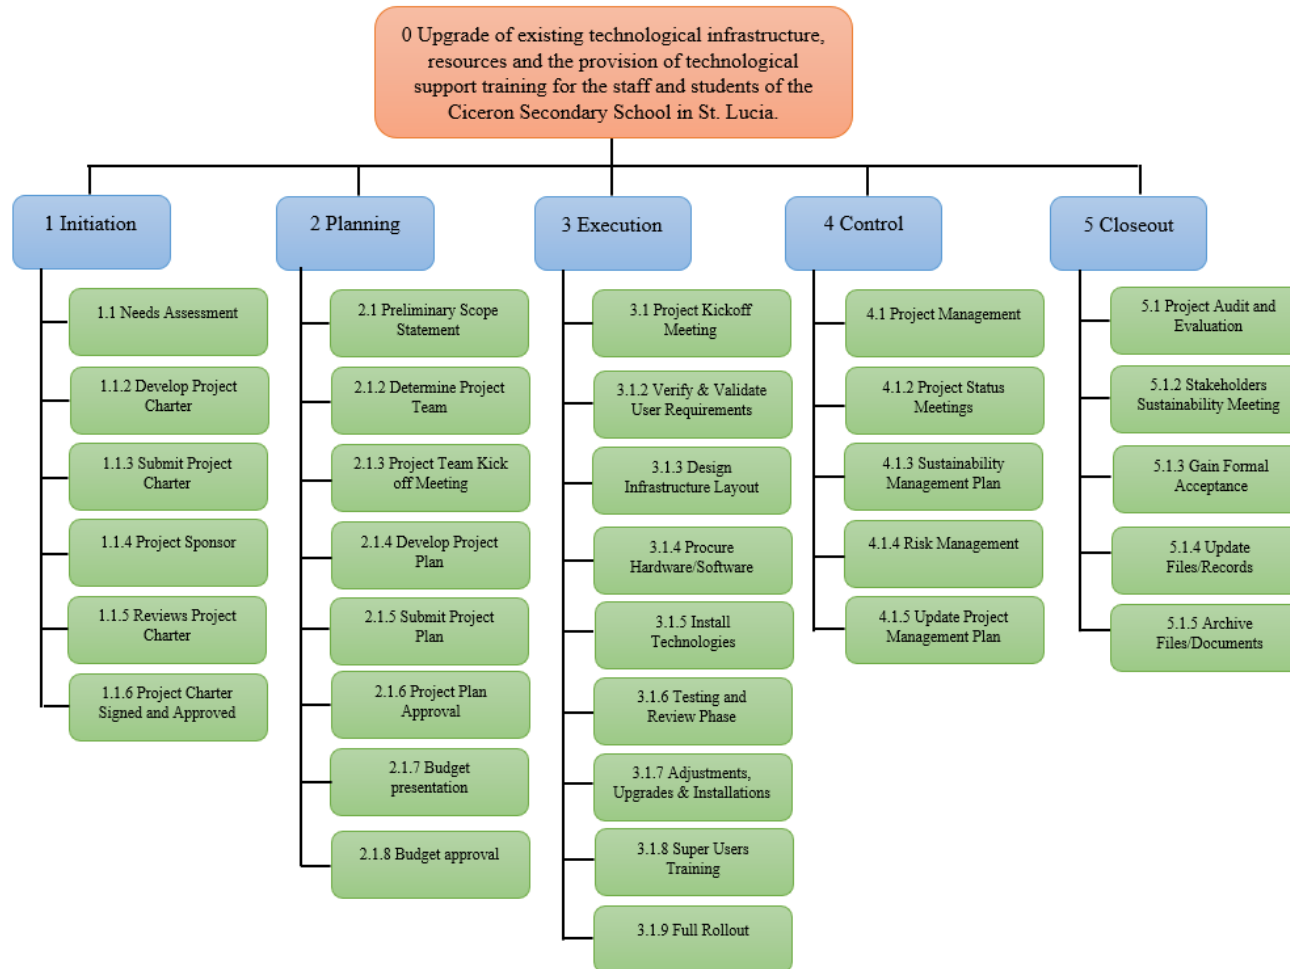 0 Upgrade of existing technological infrastructure,
resources and the provision of technological
support training for the staff and students of the
Ciceron Secondary School in St. Lucia.
1 Initiation
2 Planning
3 Execution
4 Control
5 Closeout
1.1 Needs Assessment
1.1.2 Develop Project
Charter
1.1.3 Submit Project
Charter
1.1.4 Project Sponsor
1.1.5 Reviews Project
Charter
1.1.6 Project Charter
Signed and Approved
2.1 Preliminary Scope
Statement
2.1.2 Determine Project
Team
2.1.3 Project Team Kick
off Meeting
2.1.4 Develop Project
Plan
2.1.5 Submit Project
Plan
2.1.6 Project Plan
Approval
2.1.7 Budget
presentation
2.1.8 Budget approval
3.1 Project Kickoff
Meeting
3.1.2 Verify & Validate
User Requirements
3.1.3 Design
Infrastructure Layout
3.1.4 Procure
Hardware/Software
3.1.5 Install
Technologies
3.1.6 Testing and
Review Phase
3.1.7 Adjustments,
Upgrades & Installations
3.1.8 Super Users
Training
3.1.9 Full Rollout
4.1 Project Management
4.1.2 Project Status
Meetings
4.1.3 Sustainability
Management Plan
4.1.4 Risk Management
4.1.5 Update Project
Management Plan
5.1 Project Audit and
Evaluation
5.1.2 Stakeholders
Sustainability Meeting
5.1.3 Gain Formal
Acceptance
5.1.4 Update
Files/Records
5.1.5 Archive
Files/Documents